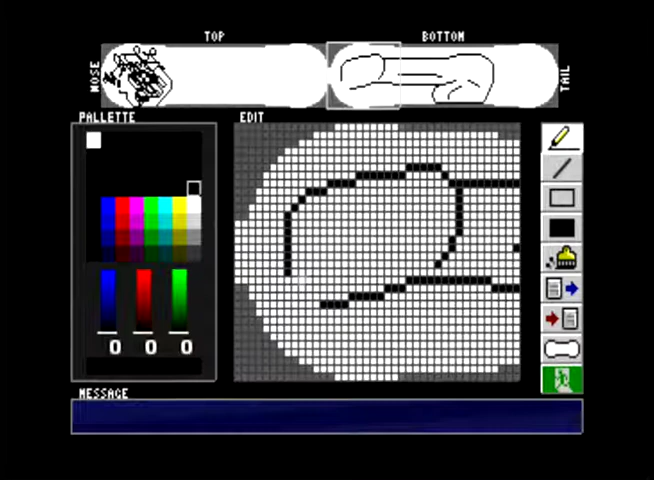 TOP
BOTTOM
NOSE
TAIL
PALLETTE
EDIT
0 0 0
MESSAGE